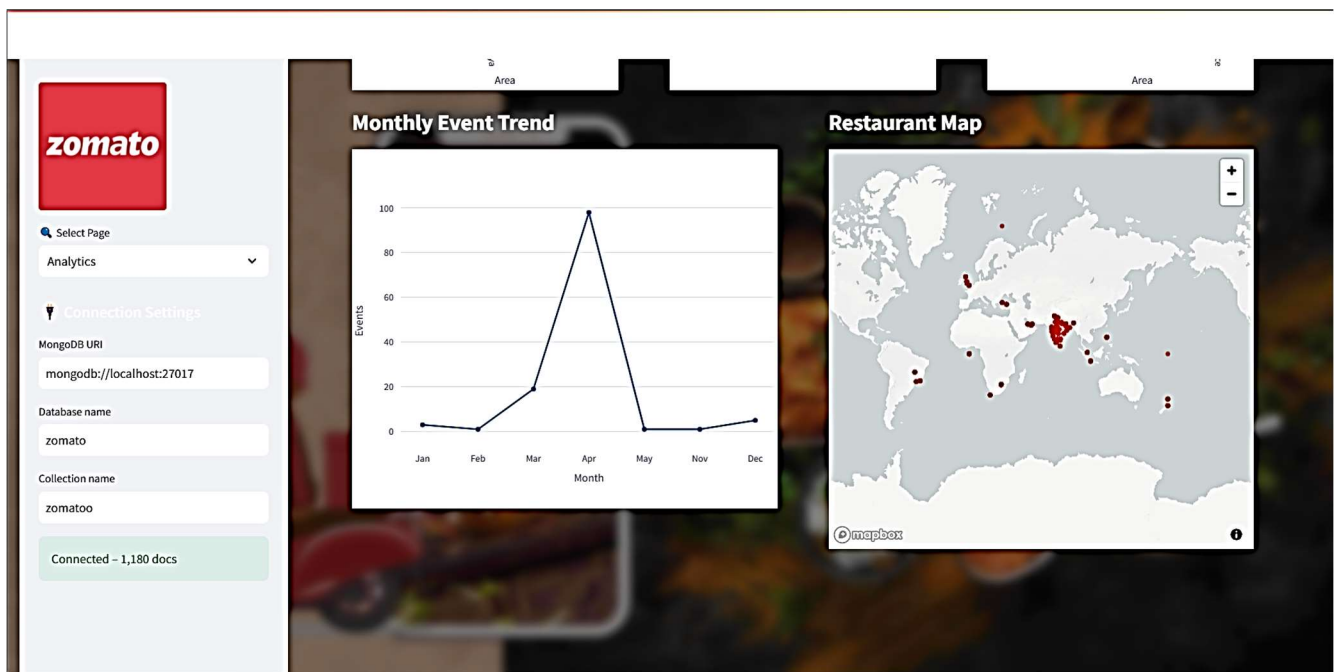 Area
Area
zomato
Select Page
Analytics
Connection Settings
MongoDB URI
mongodb://localhost:27017
Database name
zomato
Collection name
zomatoo
Connected – 1,180 docs
Monthly Event Trend
100
80
60
40
20
0
Events
Jan Feb Mar Apr May Nov Dec
Month
Restaurant Map
+
−
mapbox